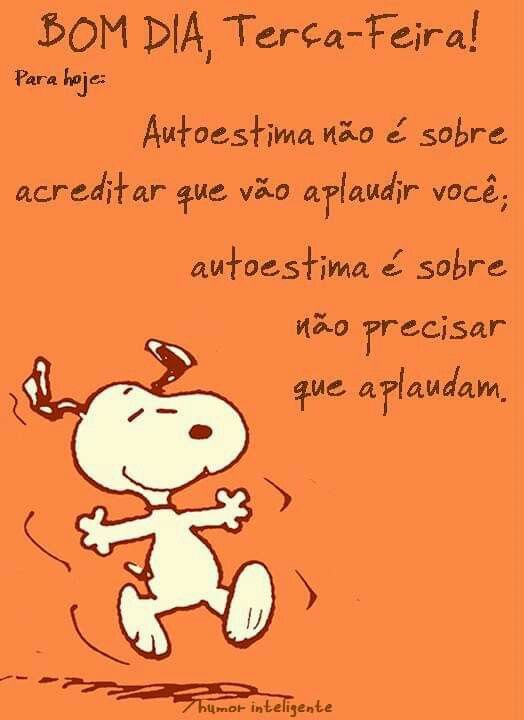 BOM DIA, Terça-Feira!
Para hoje:
Autoestima não é sobre
acreditar que vão aplaudir você;
autoestima é sobre
não precisar
que aplaudam.
/humor inteligente